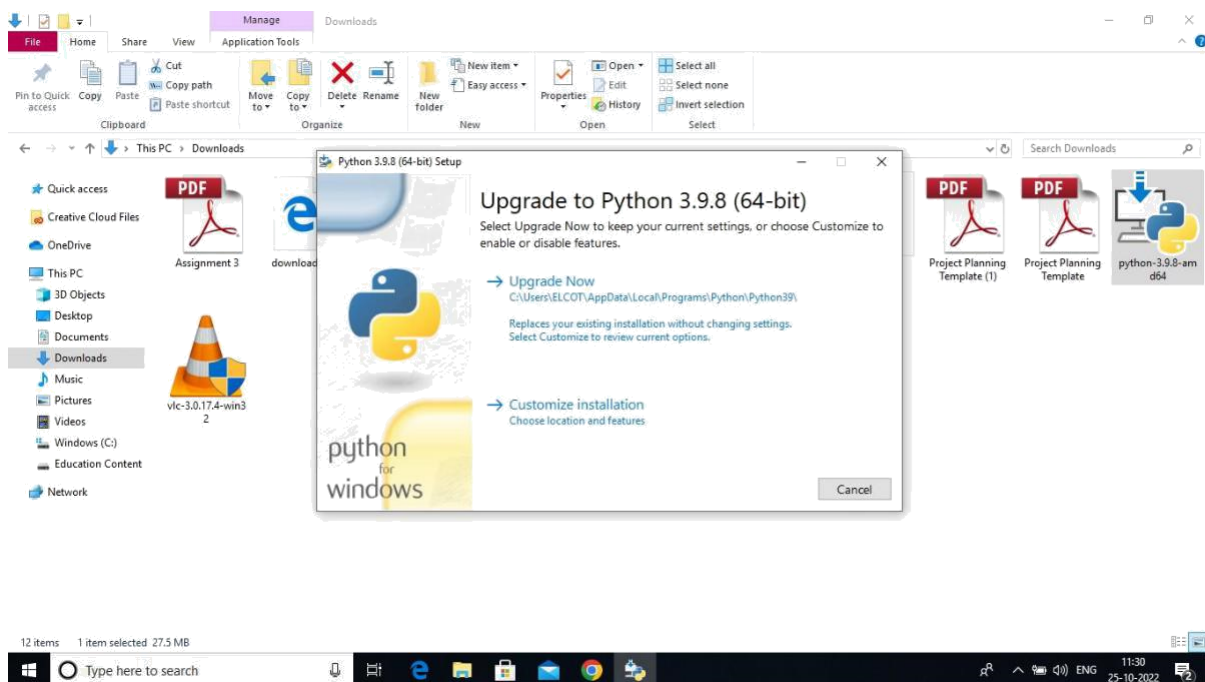 Manage
Downloads
File Home Share View Application Tools
Pin to Quick access
Copy
Paste
Cut
Copy path
Paste shortcut
Clipboard
Move to
Copy to
Delete
Rename
Organize
New folder
New item
Easy access
New
Properties
Open
Edit
History
Open
Select all
Select none
Invert selection
Select
This PC > Downloads
Search Downloads
Quick access
Creative Cloud Files
OneDrive
This PC
3D Objects
Desktop
Documents
Downloads
Music
Pictures
Videos
Windows (C:)
Education Content
Network
PDF
Assignment 3
download
vlc-3.0.17.4-win3
2
Python 3.9.8 (64-bit) Setup
Upgrade to Python 3.9.8 (64-bit)
Select Upgrade Now to keep your current settings, or choose Customize to
enable or disable features.
Upgrade Now
C:\Users\ELCOT\AppData\Local\Programs\Python\Python39\
Replaces your existing installation without changing settings.
Select Customize to review current options.
Customize installation
Choose location and features
python
for
windows
Cancel
PDF
Project Planning
Template (1)
PDF
Project Planning
Template
python-3.9.8-am
d64
12 items 1 item selected 27.5 MB
Type here to search
ENG
11:30
25-10-2022
2